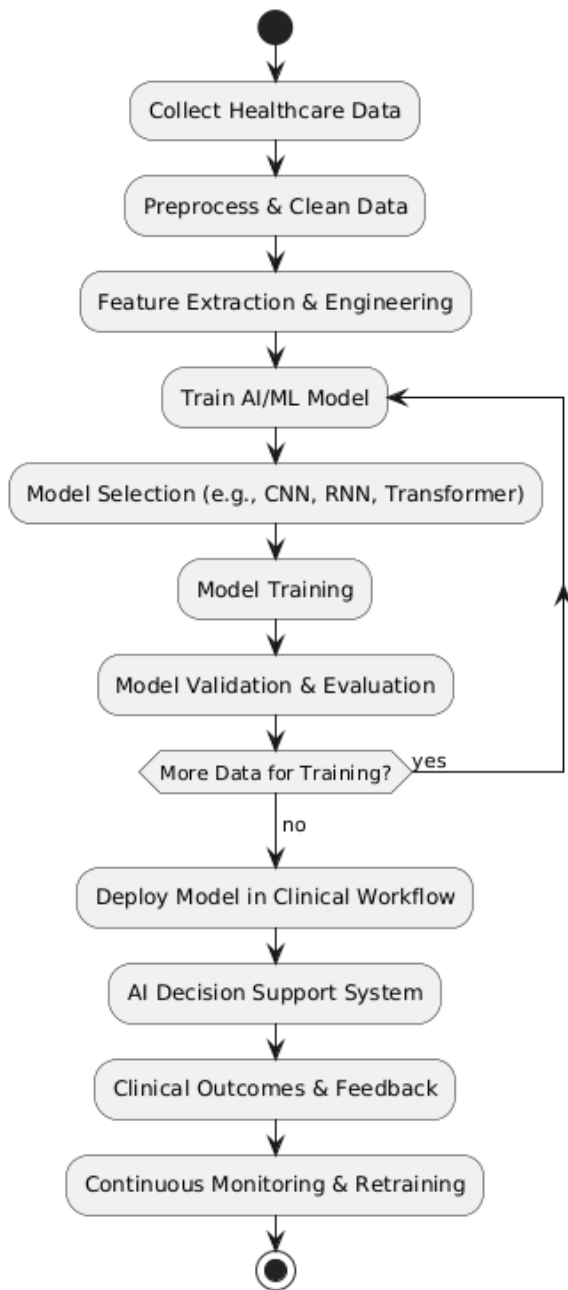 Collect Healthcare Data
Preprocess & Clean Data
Feature Extraction & Engineering
Train AI/ML Model
Model Selection (e.g., CNN, RNN, Transformer)
Model Training
Model Validation & Evaluation
More Data for Training?
yes
no
Deploy Model in Clinical Workflow
AI Decision Support System
Clinical Outcomes & Feedback
Continuous Monitoring & Retraining